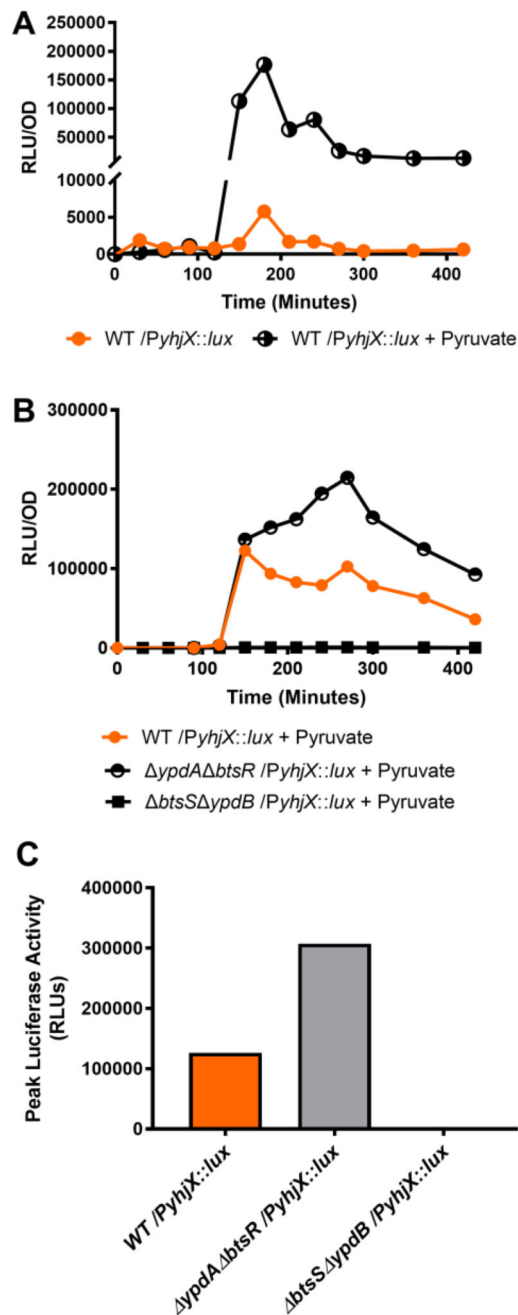 A
250000
200000
150000
100000
50000
10000
5000
0
RLU/OD
0 100 200 300 400
Time (Minutes)
WT /PyhjX::lux WT /PyhjX::lux + Pyruvate
B
300000
200000
100000
0
RLU/OD
0 100 200 300 400
Time (Minutes)
WT /PyhjX::lux + Pyruvate
ΔypdAΔbtsR /PyhjX::lux + Pyruvate
ΔbtsSΔypdB /PyhjX::lux + Pyruvate
C
400000
300000
200000
100000
0
Peak Luciferase Activity
(RLUs)
WT /PyhjX::lux
ΔypdAΔbtsR /PyhjX::lux
ΔbtsSΔypdB /PyhjX::lux